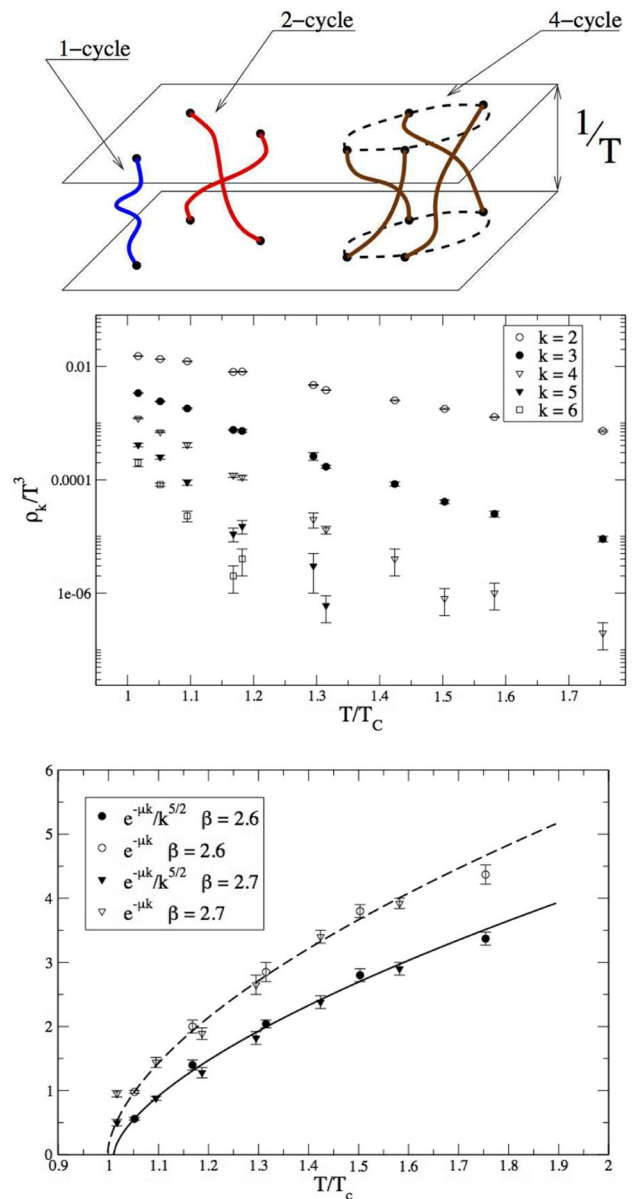 1-cycle
2-cycle
4-cycle
1/T
ρk/T³
0.01
0.0001
1e-06
k = 2
k = 3
k = 4
k = 5
k = 6
1 1.1 1.2 1.3 1.4 1.5 1.6 1.7
T/TC
6
5
4
3
2
1
0
e^-μk/k^5/2 β = 2.6
e^-μk β = 2.6
e^-μk/k^5/2 β = 2.7
e^-μk β = 2.7
0.9 1 1.1 1.2 1.3 1.4 1.5 1.6 1.7 1.8 1.9 2
T/Tc